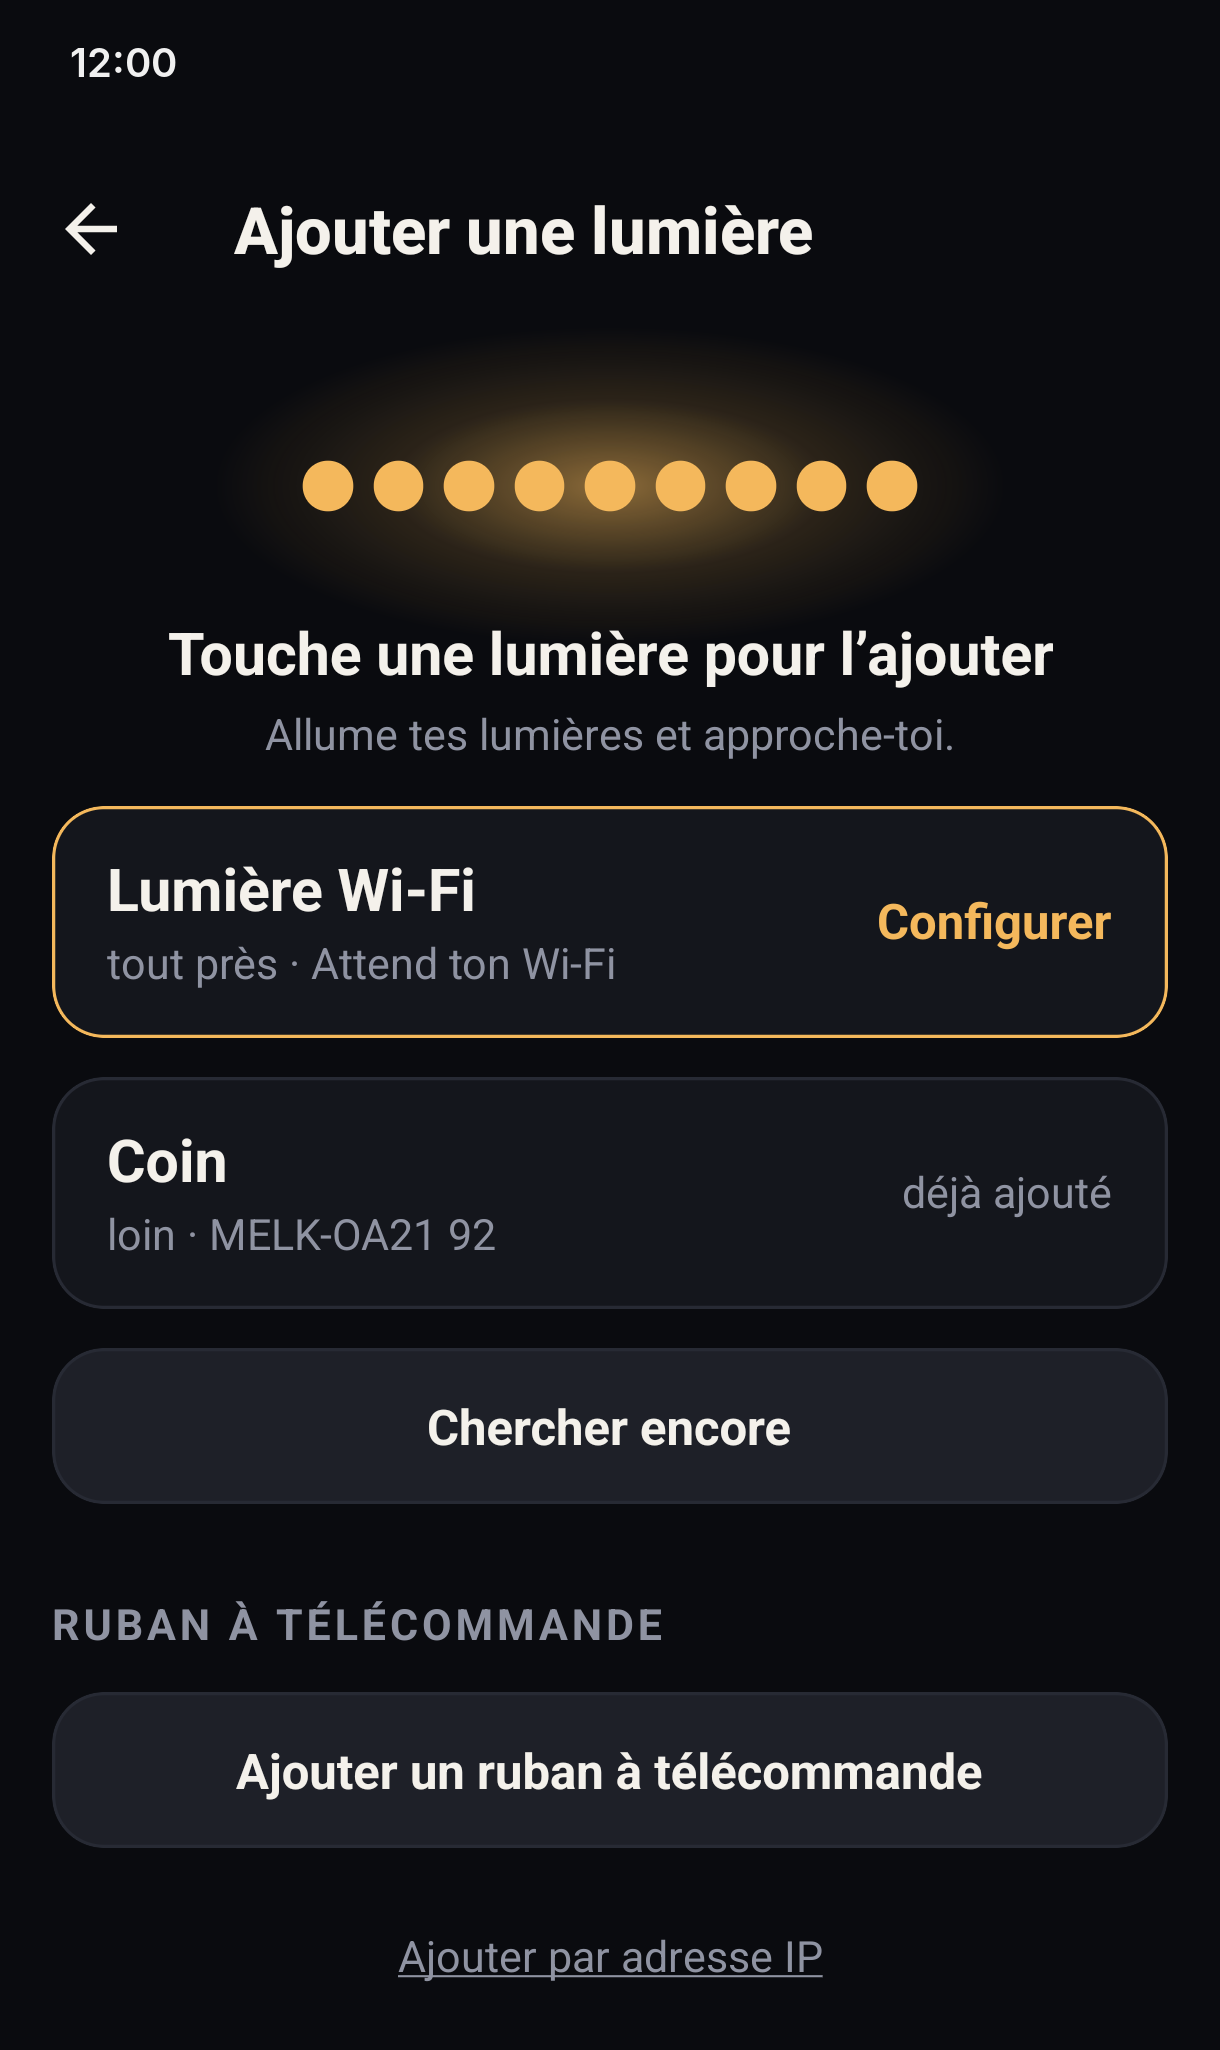 12:00
Ajouter une lumière
Touche une lumière pour l’ajouter
Allume tes lumières et approche-toi.
Lumière Wi-Fi
Configurer
tout près · Attend ton Wi-Fi
Coin
déjà ajouté
loin · MELK-OA21 92
Chercher encore
RUBAN À TÉLÉCOMMANDE
Ajouter un ruban à télécommande
Ajouter par adresse IP